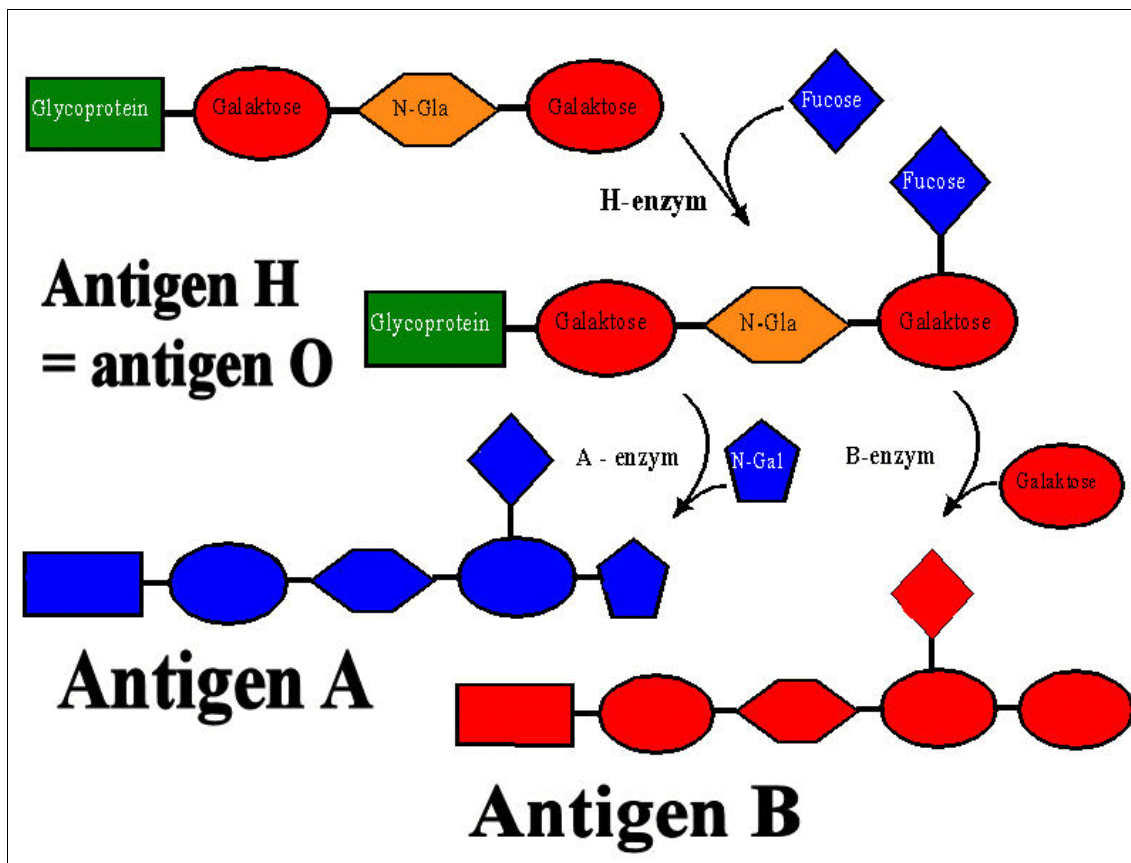 Glycoprotein
Galaktose
N-Gla
Galaktose
Fucose
H-enzym
Fucose
Antigen H
= antigen O
Glycoprotein
Galaktose
N-Gla
Galaktose
A - enzym
N-Gal
B-enzym
Galaktose
Antigen A
Antigen B